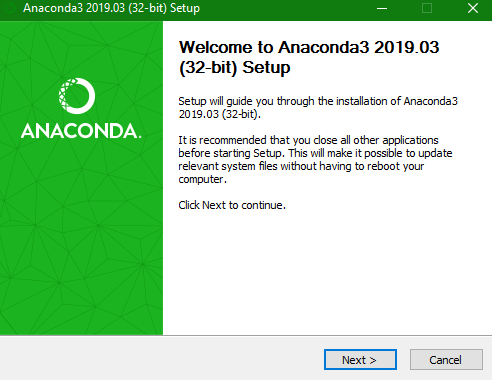 Anaconda3 2019.03 (32-bit) Setup
Welcome to Anaconda3 2019.03
(32-bit) Setup
ANACONDA.
Setup will guide you through the installation of Anaconda3
2019.03 (32-bit).
It is recommended that you close all other applications
before starting Setup. This will make it possible to update
relevant system files without having to reboot your
computer.
Click Next to continue.
Next >
Cancel